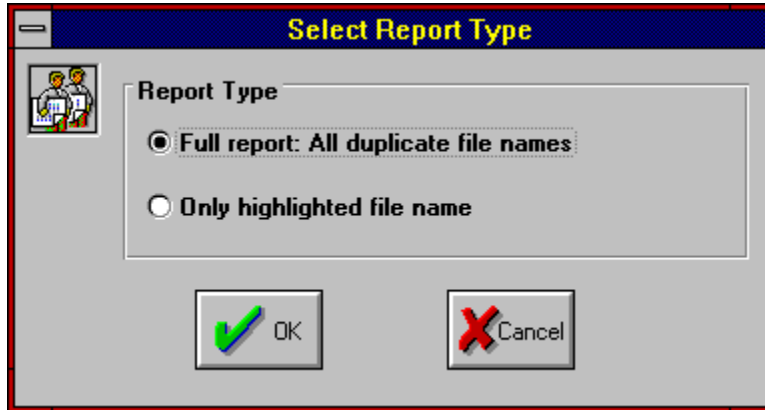 Select Report Type
Report Type
Full report: All duplicate file names
Only highlighted file name
OK
Cancel